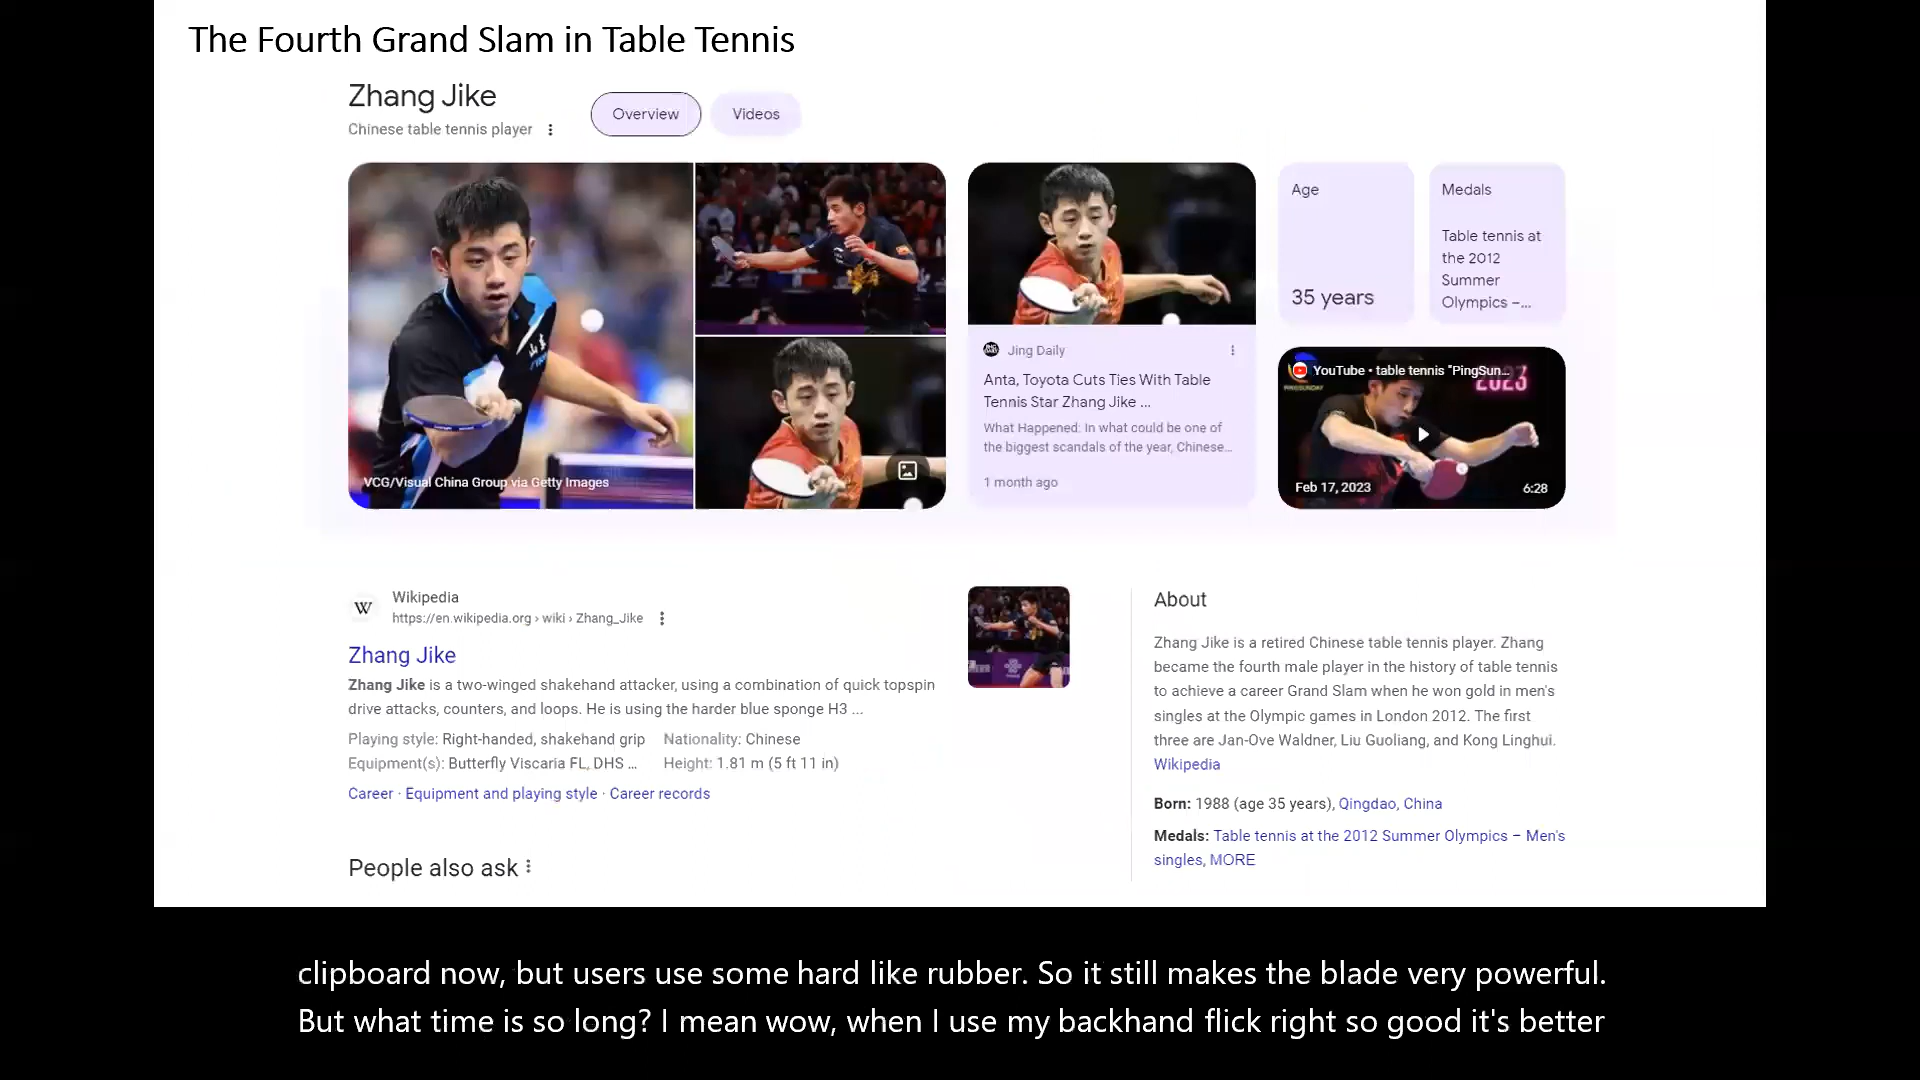 The Fourth Grand Slam in Table Tennis
Zhang Jike
Chinese table tennis player
Overview
Videos
VCG/Visual China Group via Getty Images
Jing Daily
Anta, Toyota Cuts Ties With Table
Tennis Star Zhang Jike ...
What Happened: In what could be one of
the biggest scandals of the year, Chinese...
1 month ago
Age
35 years
Medals
Table tennis at
the 2012
Summer
Olympics –...
YouTube • table tennis "PingSun...
2023
Feb 17, 2023
6:28
W
Wikipedia
https://en.wikipedia.org › wiki › Zhang_Jike
Zhang Jike
Zhang Jike is a two-winged shakehand attacker, using a combination of quick topspin
drive attacks, counters, and loops. He is using the harder blue sponge H3 ...
Playing style: Right-handed, shakehand grip Nationality: Chinese
Equipment(s): Butterfly Viscaria FL, DHS ... Height: 1.81 m (5 ft 11 in)
Career · Equipment and playing style · Career records
People also ask
About
Zhang Jike is a retired Chinese table tennis player. Zhang
became the fourth male player in the history of table tennis
to achieve a career Grand Slam when he won gold in men's
singles at the Olympic games in London 2012. The first
three are Jan-Ove Waldner, Liu Guoliang, and Kong Linghui.
Wikipedia
Born: 1988 (age 35 years), Qingdao, China
Medals: Table tennis at the 2012 Summer Olympics – Men's
singles, MORE
clipboard now, but users use some hard like rubber. So it still makes the blade very powerful.
But what time is so long? I mean wow, when I use my backhand flick right so good it's better